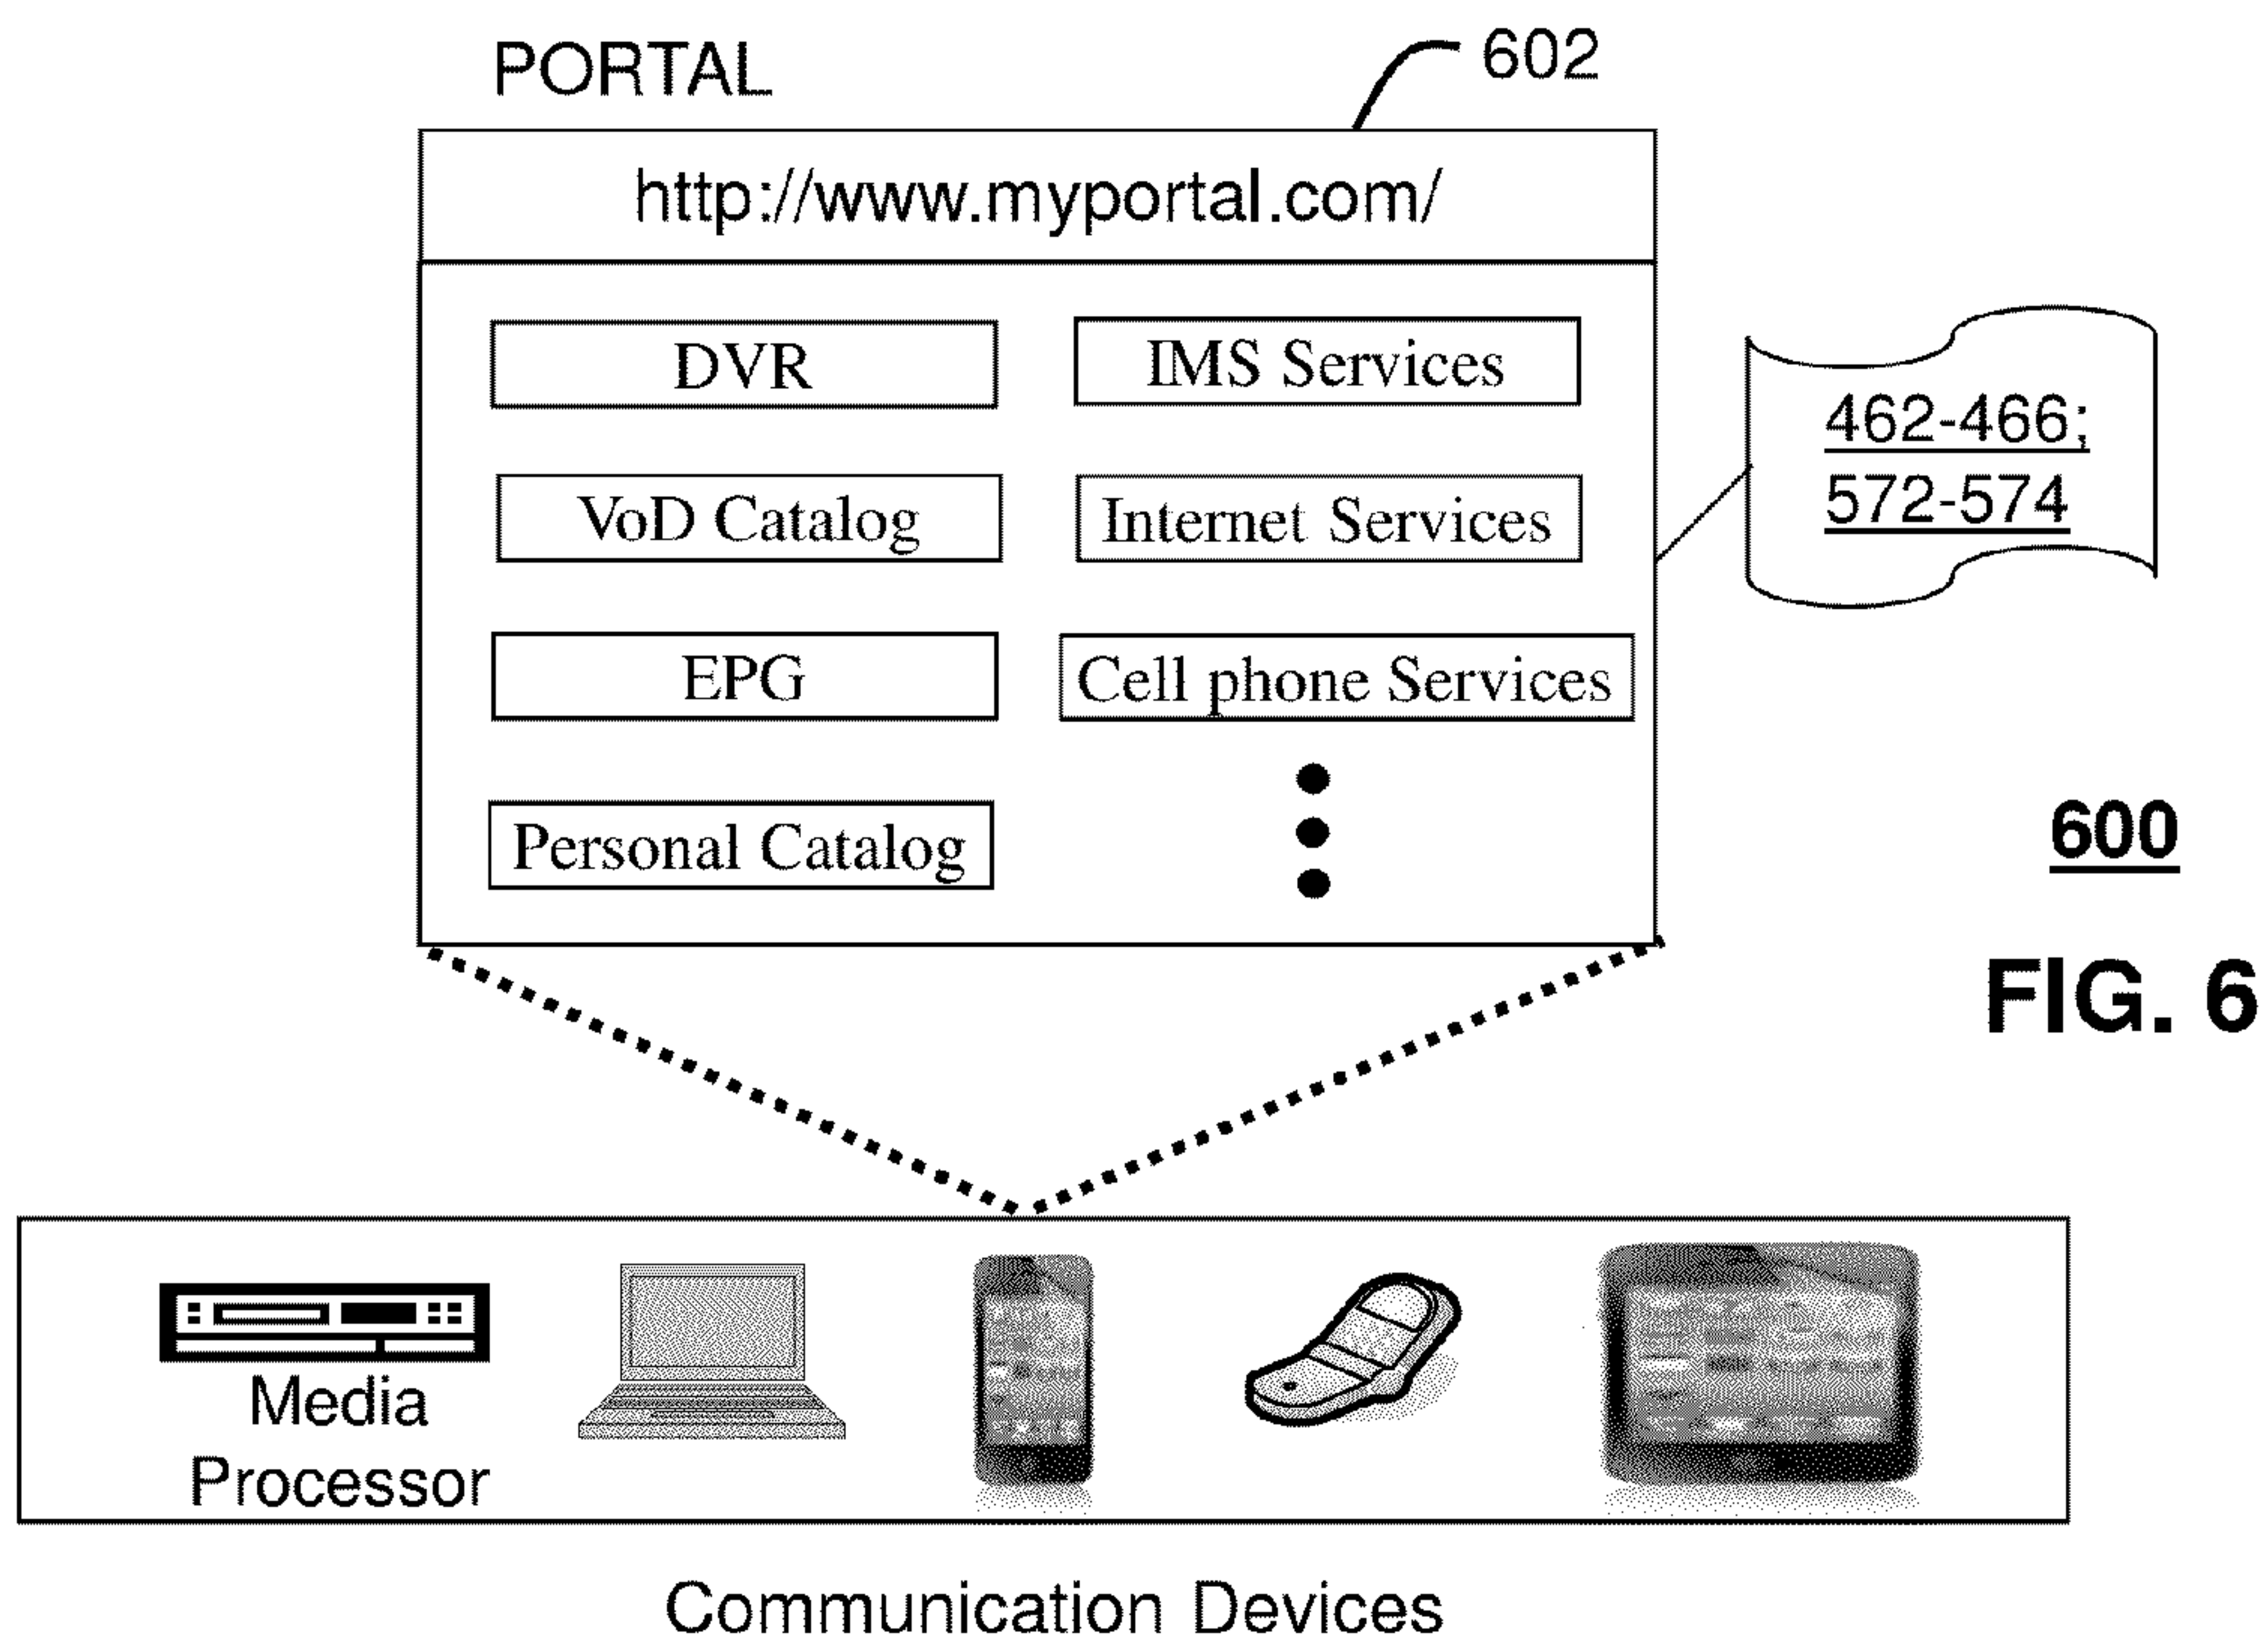 PORTAL
602
http://www.myportal.com/
DVR
IMS Services
VoD Catalog
Internet Services
EPG
Cell phone Services
Personal Catalog
462-466;
572-574
600
FIG. 6
Media
Processor
Communication Devices